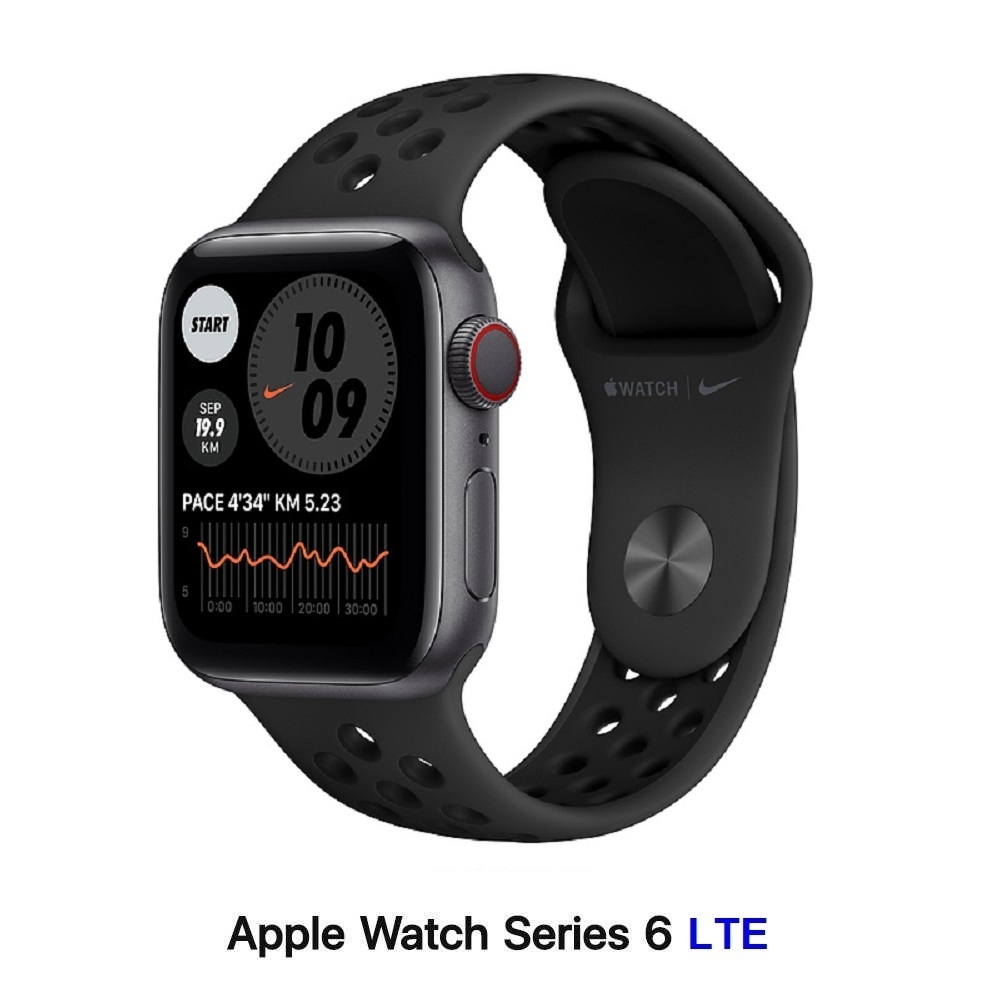 START
10
09
SEP
19.9
KM
PACE 4'34" KM 5.23
9
5
0:00 10:00 20:00 30:00
WATCH
Apple Watch Series 6 LTE